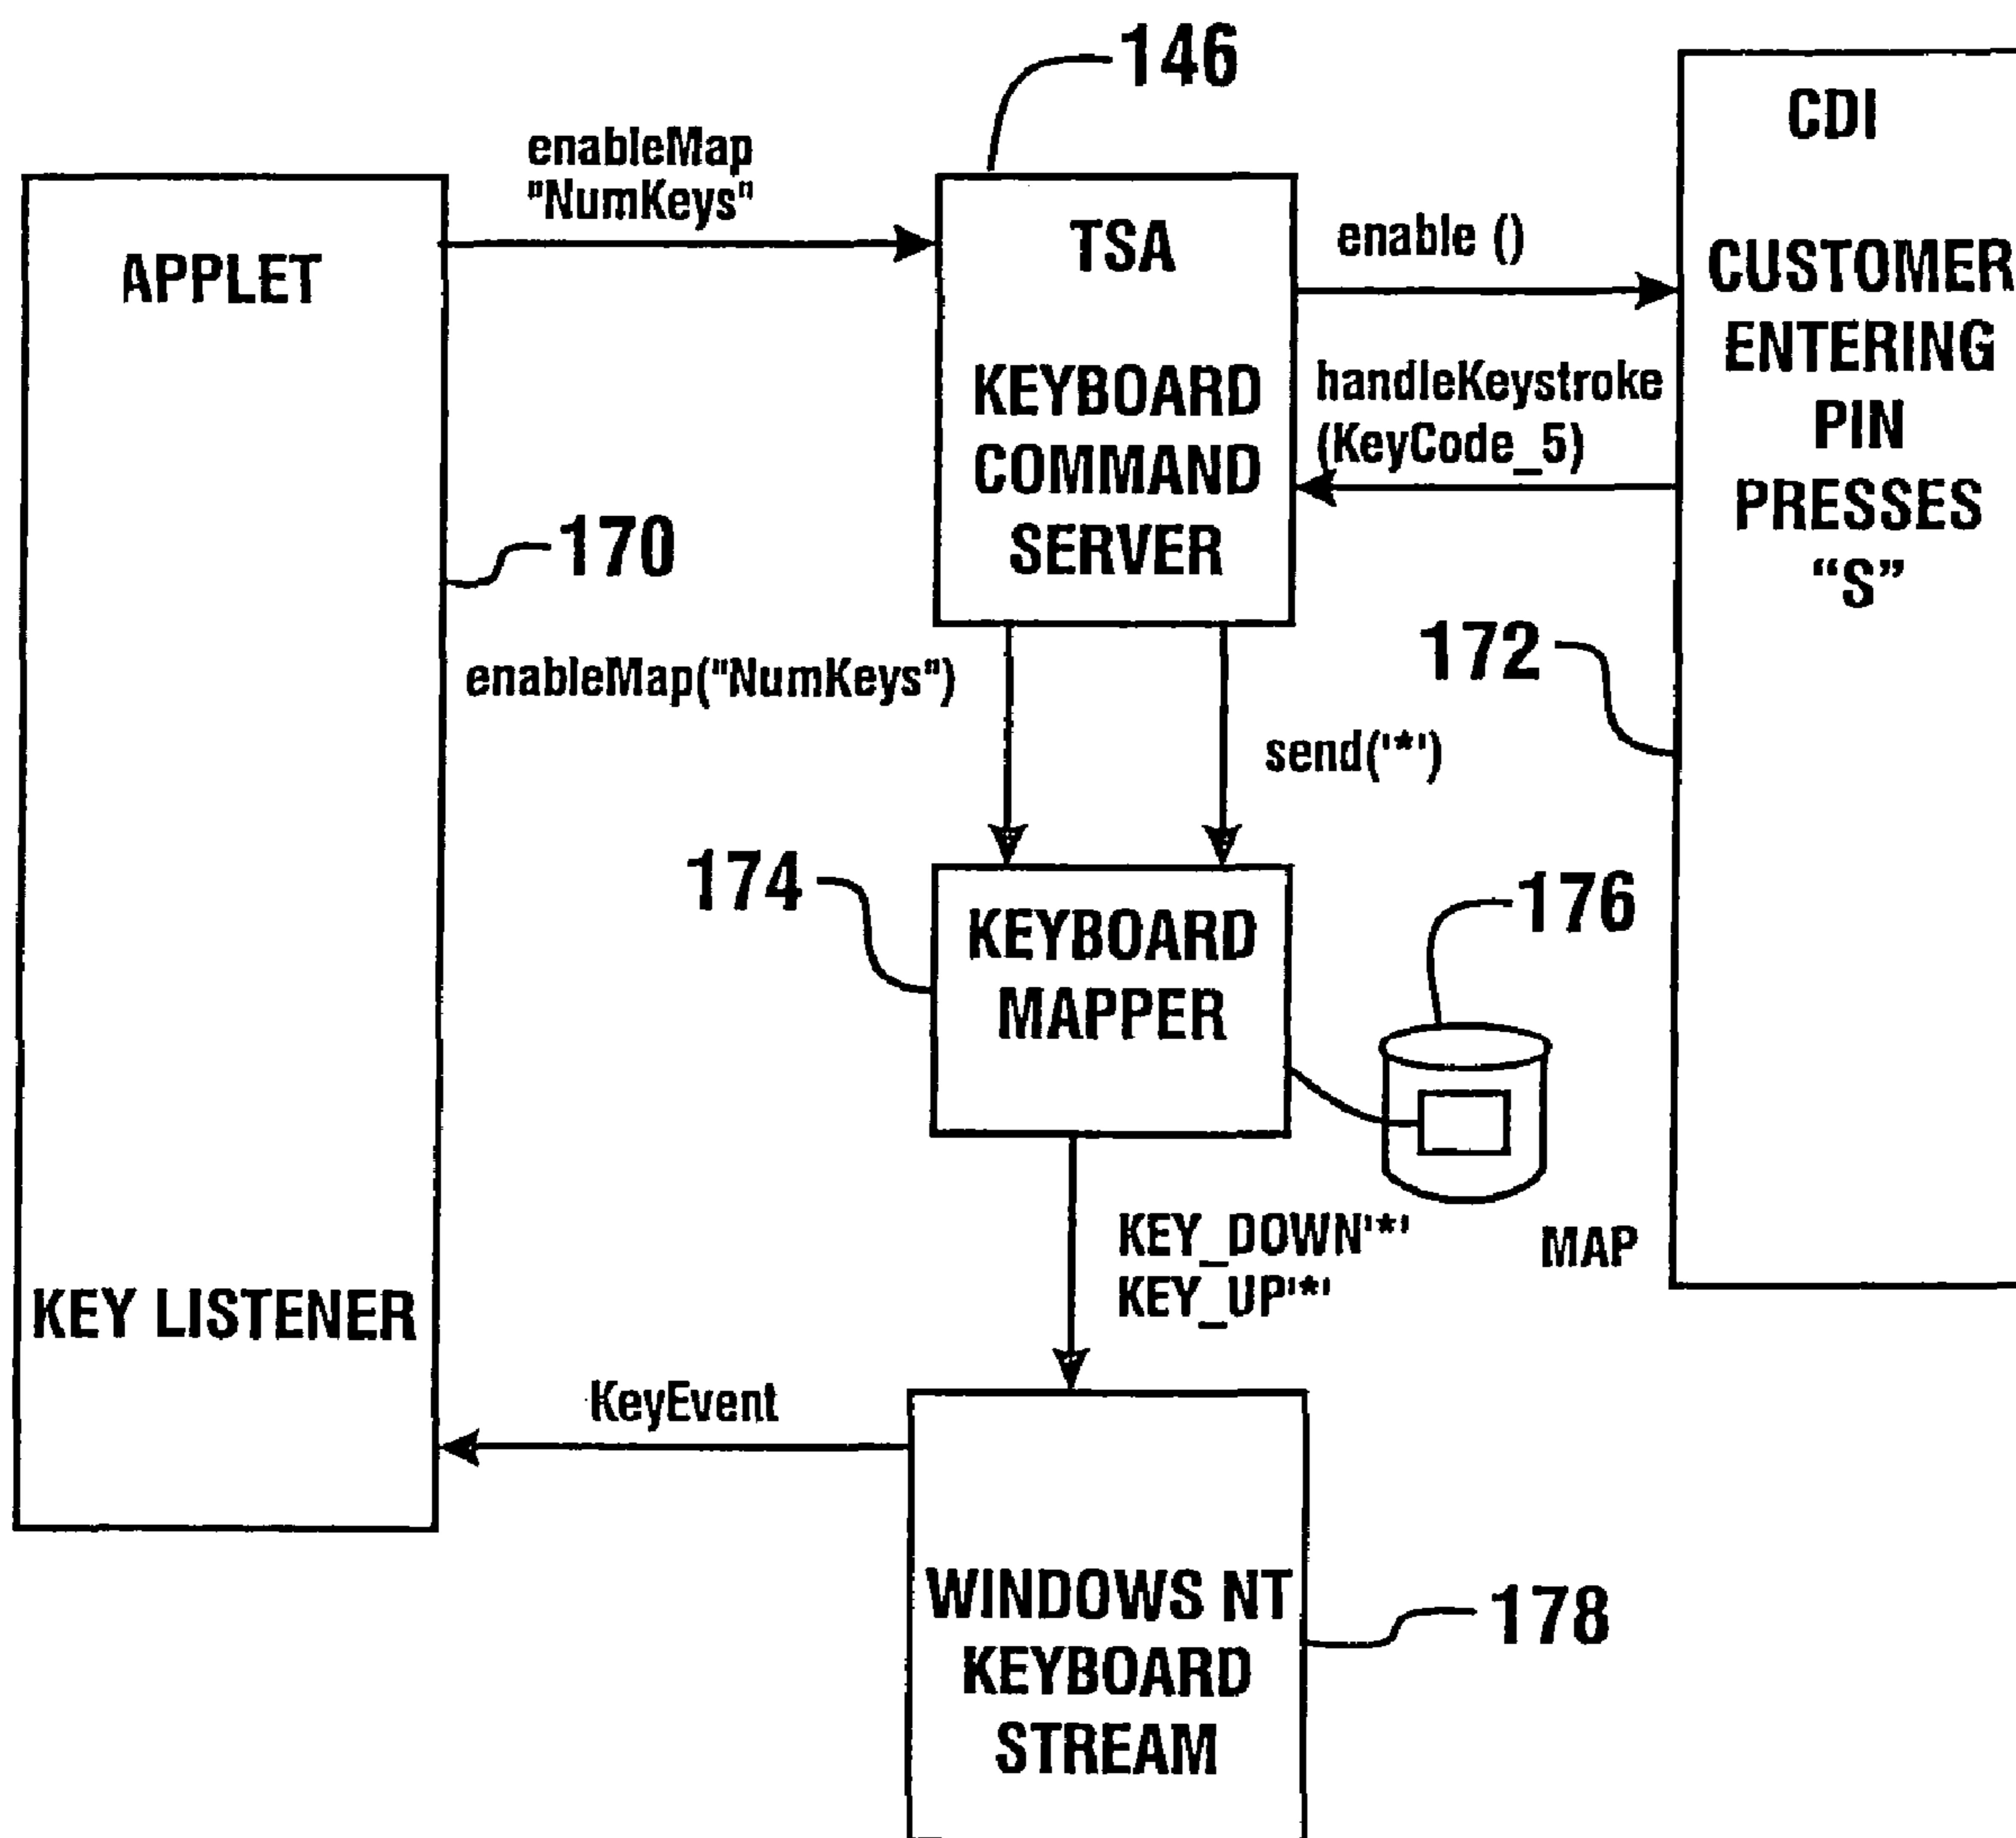 146
CDI
enableMap
"NumKeys"
APPLET
TSA
enable ()
CUSTOMER
ENTERING
PIN
PRESSES
“S”
KEYBOARD
COMMAND
SERVER
handleKeystroke
(KeyCode_5)
170
172
enableMap("NumKeys")
send('*')
174
KEYBOARD
MAPPER
176
KEY_DOWN'*'
KEY_UP'*'
MAP
KEY LISTENER
KeyEvent
WINDOWS NT
KEYBOARD
STREAM
178